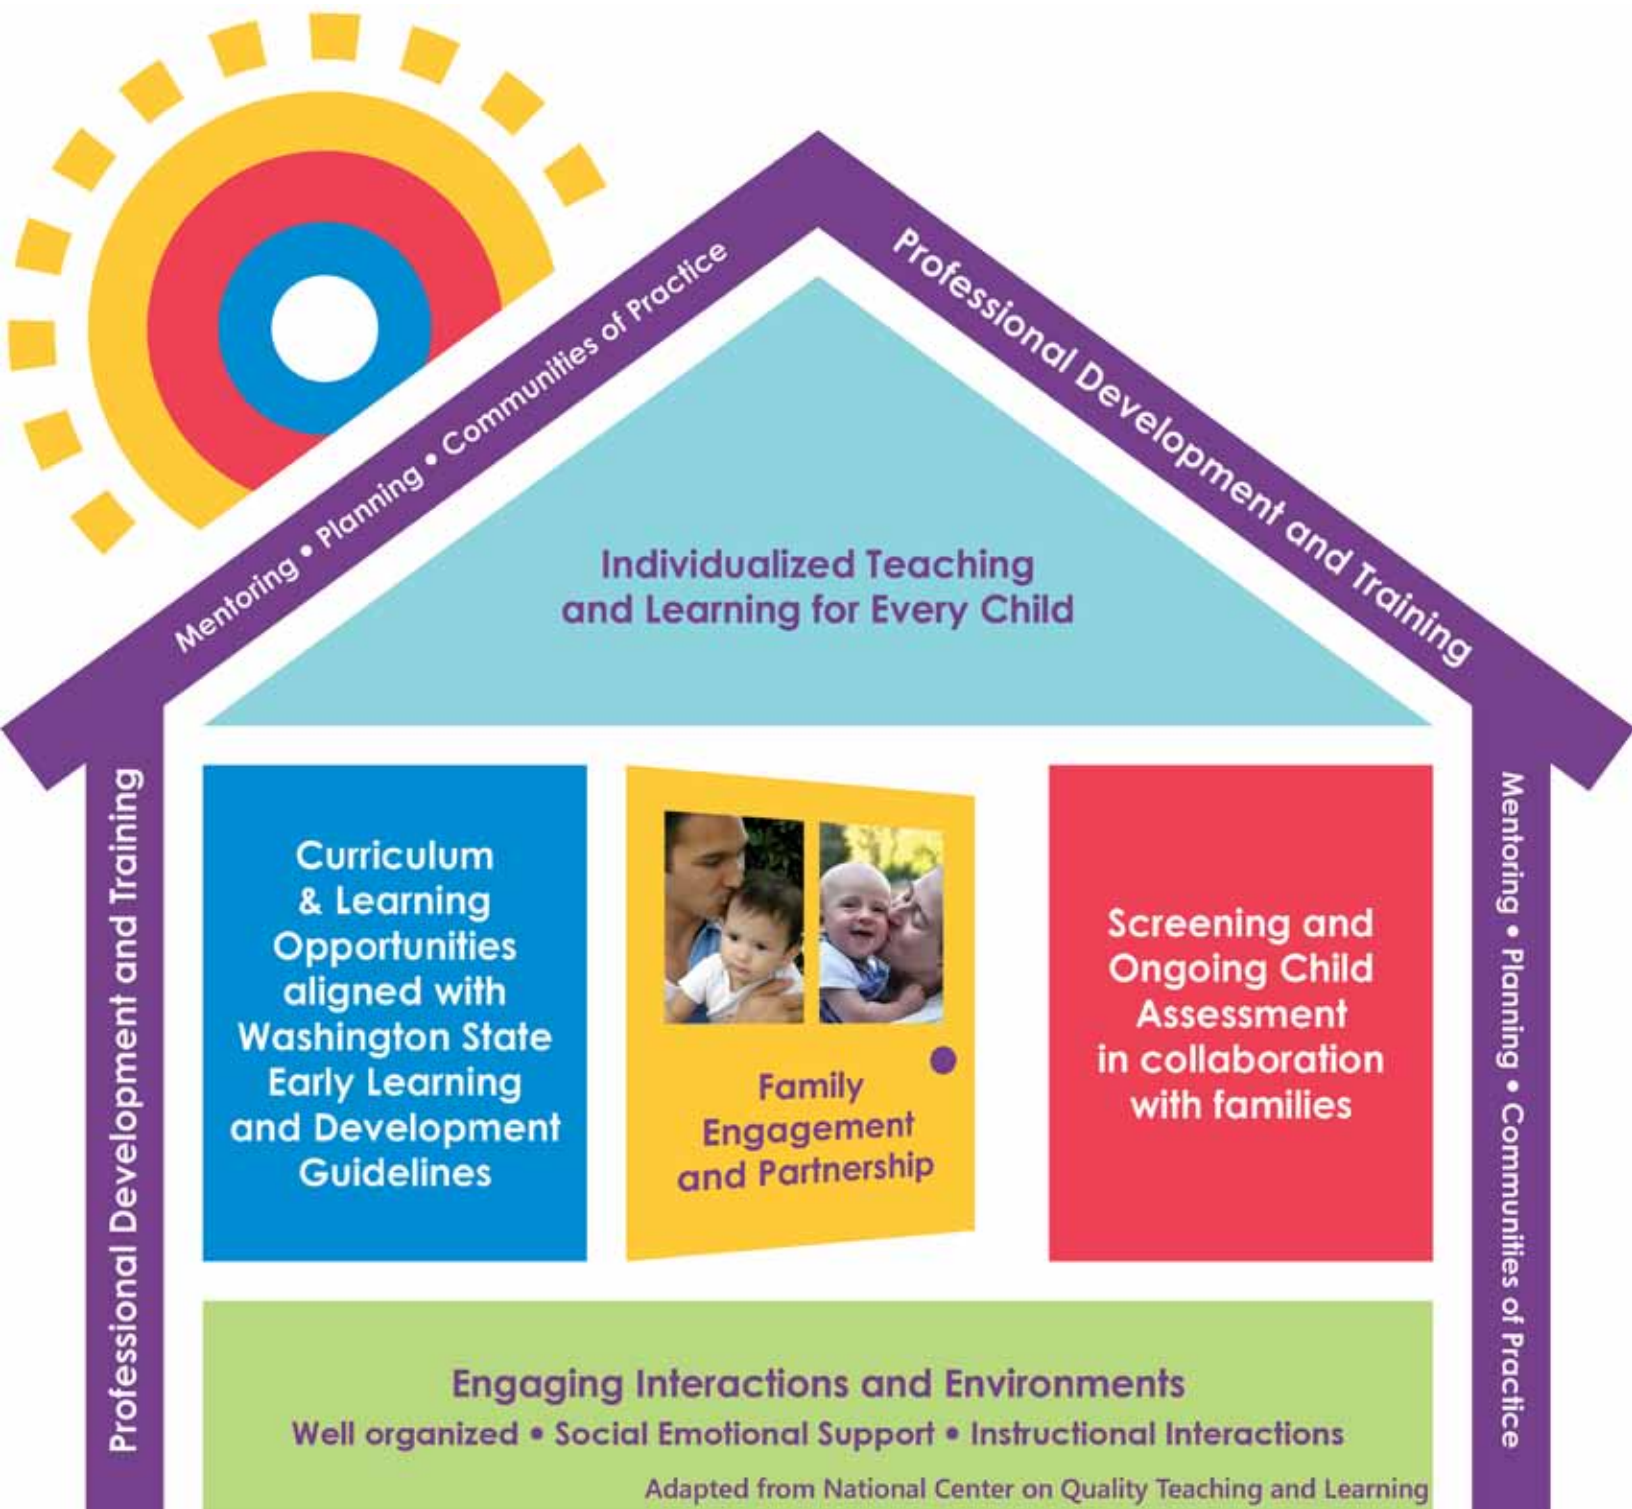 Mentoring • Planning • Communities of Practice
Professional Development and Training
Individualized Teaching
and Learning for Every Child
Professional Development and Training
Curriculum
& Learning
Opportunities
aligned with
Washington State
Early Learning
and Development
Guidelines
Family
Engagement
and Partnership
Screening and
Ongoing Child
Assessment
in collaboration
with families
Mentoring • Planning • Communities of Practice
Engaging Interactions and Environments
Well organized • Social Emotional Support • Instructional Interactions
Adapted from National Center on Quality Teaching and Learning